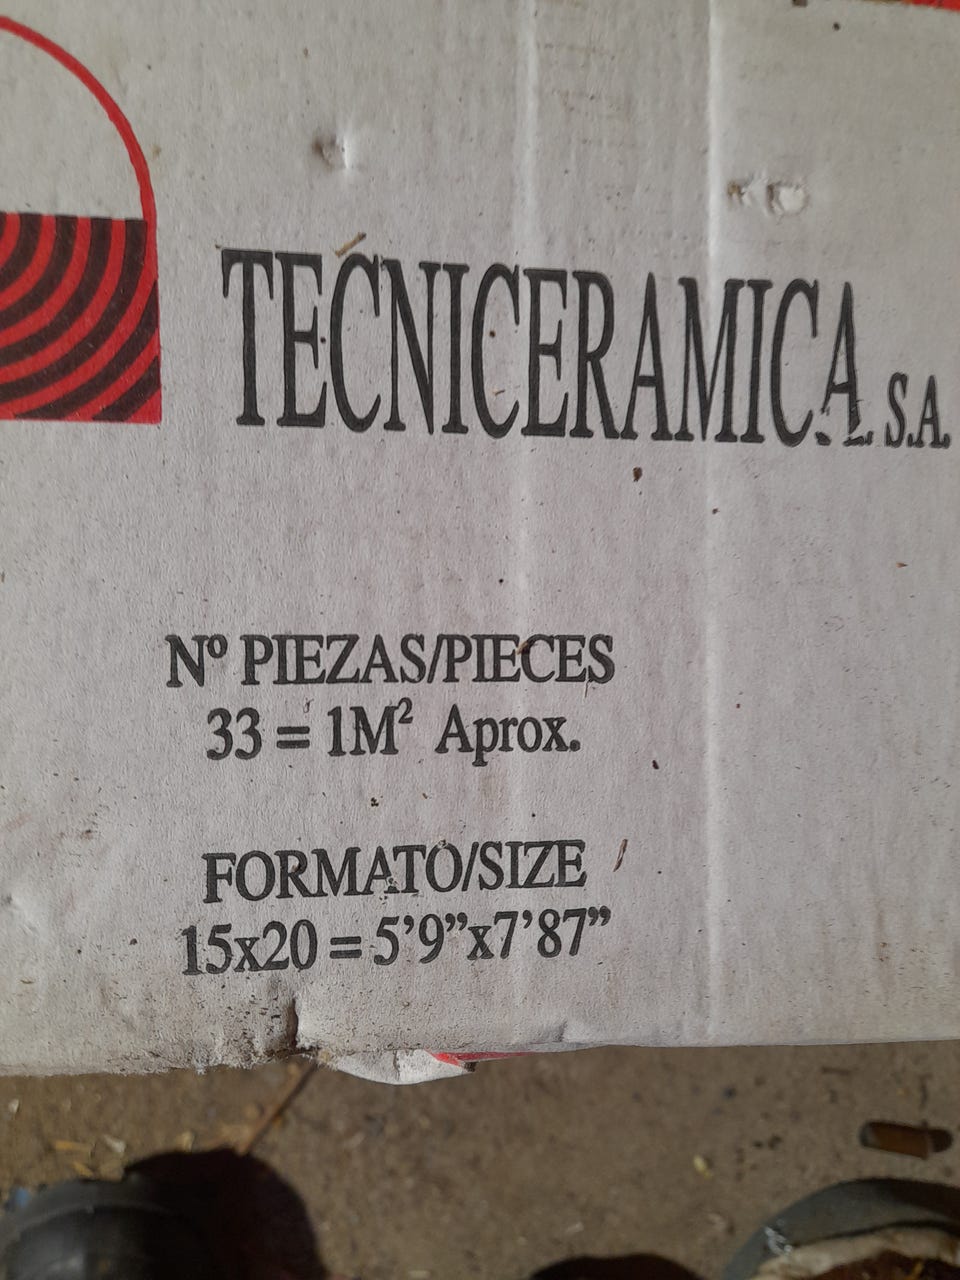 TECNICERAMICA S.A.
Nº PIEZAS/PIECES
33 = 1M² Aprox.
FORMATO/SIZE
15x20 = 5’9”x7’87”